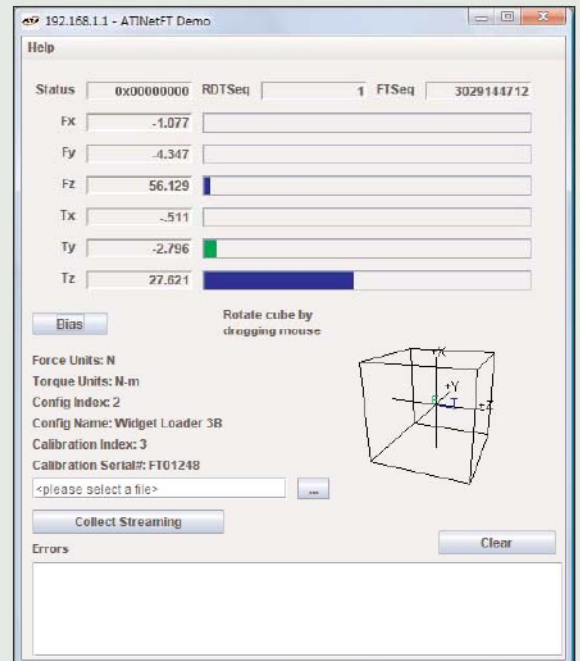 192.168.1.1 - ATINetFT Demo
Help
Status 0x00000000 RDTSeq 1 FTSeq 3029144712
Fx -1.077
Fy -4.347
Fz 56.129
Tx -.511
Ty -2.796
Tz 27.621
Bias
Rotate cube by
dragging mouse
Force Units: N
Torque Units: N-m
Config Index: 2
Config Name: Widget Loader 3B
Calibration Index: 3
Calibration Serial#: FT01248
<please select a file> ...
Collect Streaming
Clear
Errors
+X
+Y
+Z
F
T